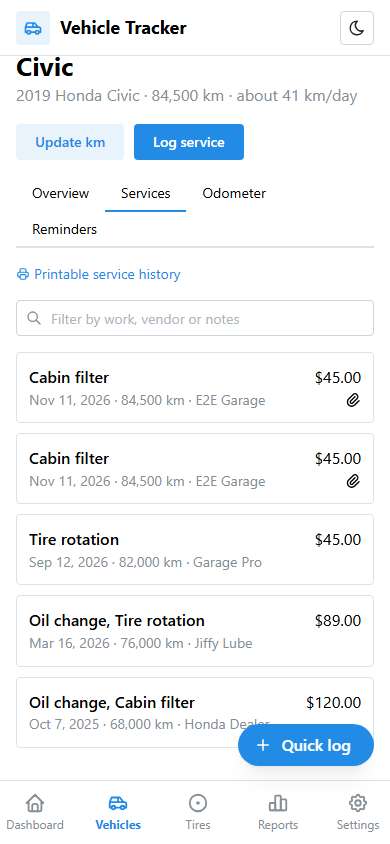 Vehicle Tracker
Civic
2019 Honda Civic · 84,500 km · about 41 km/day
Update km
Log service
Overview
Services
Odometer
Reminders
Printable service history
Filter by work, vendor or notes
Cabin filter
$45.00
Nov 11, 2026 · 84,500 km · E2E Garage
Cabin filter
$45.00
Nov 11, 2026 · 84,500 km · E2E Garage
Tire rotation
$45.00
Sep 12, 2026 · 82,000 km · Garage Pro
Oil change, Tire rotation
$89.00
Mar 16, 2026 · 76,000 km · Jiffy Lube
Oil change, Cabin filter
$120.00
Oct 7, 2025 · 68,000 km · Honda Dealer
Quick log
Dashboard
Vehicles
Tires
Reports
Settings